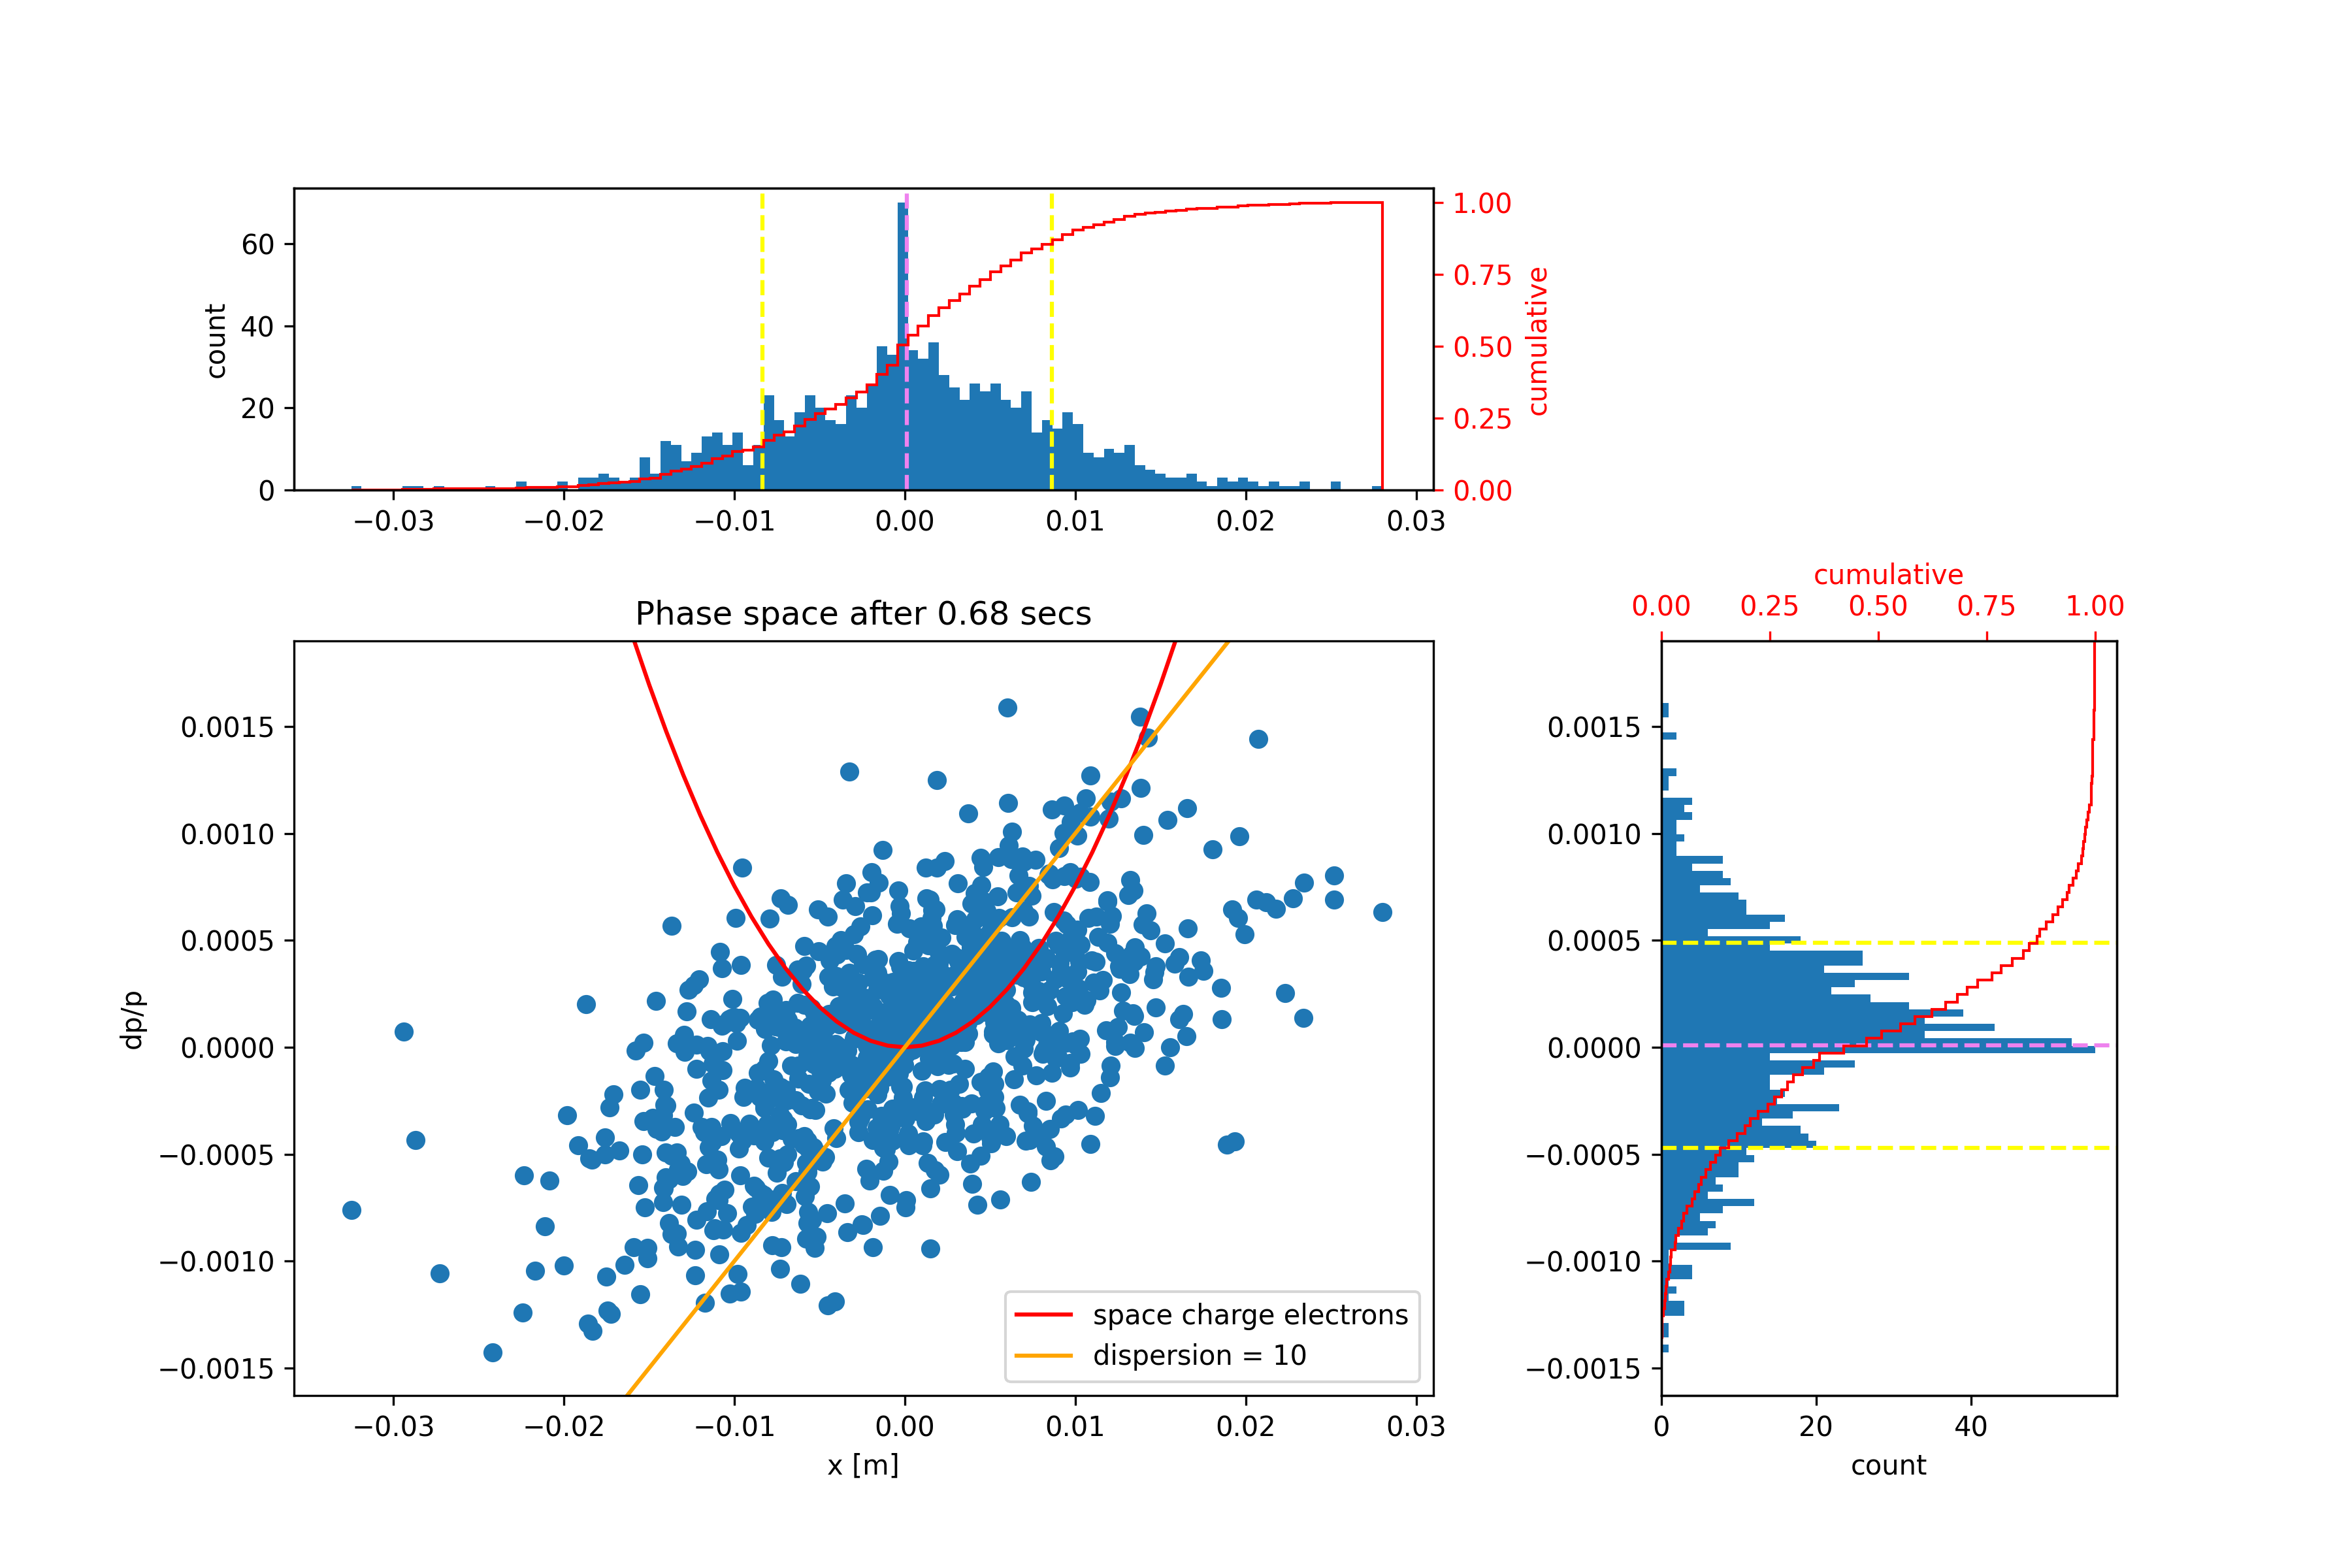 60
40
20
0
count
1.00
0.75
0.50
0.25
0.00
cumulative
−0.03 −0.02 −0.01 0.00 0.01 0.02 0.03
Phase space after 0.68 secs
0.0015
0.0010
0.0005
0.0000
−0.0005
−0.0010
−0.0015
dp/p
space charge electrons
dispersion = 10
−0.03 −0.02 −0.01 0.00 0.01 0.02 0.03
x [m]
cumulative
0.00 0.25 0.50 0.75 1.00
0.0015
0.0010
0.0005
0.0000
−0.0005
−0.0010
−0.0015
0 20 40
count